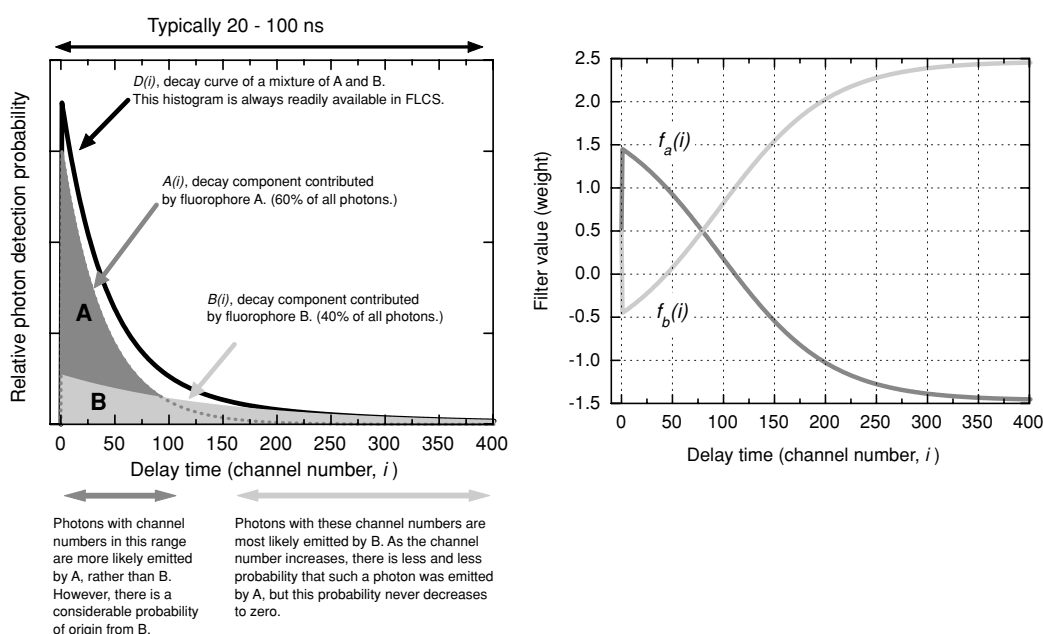 Typically 20 - 100 ns
Relative photon detection probability
D(i), decay curve of a mixture of A and B.
This histogram is always readily available in FLCS.
A(i), decay component contributed
by fluorophore A. (60% of all photons.)
B(i), decay component contributed
by fluorophore B. (40% of all photons.)
A
B
0 50 100 150 200 250 300 350 400
Delay time (channel number, i )
Photons with channel
numbers in this range
are more likely emitted
by A, rather than B.
However, there is a
considerable probability
of origin from B.
Photons with these channel numbers are
most likely emitted by B. As the channel
number increases, there is less and less
probability that such a photon was emitted
by A, but this probability never decreases
to zero.
Filter value (weight)
2.5
2.0
1.5
1.0
0.5
0.0
-0.5
-1.0
-1.5
fa(i)
fb(i)
0 50 100 150 200 250 300 350 400
Delay time (channel number, i )